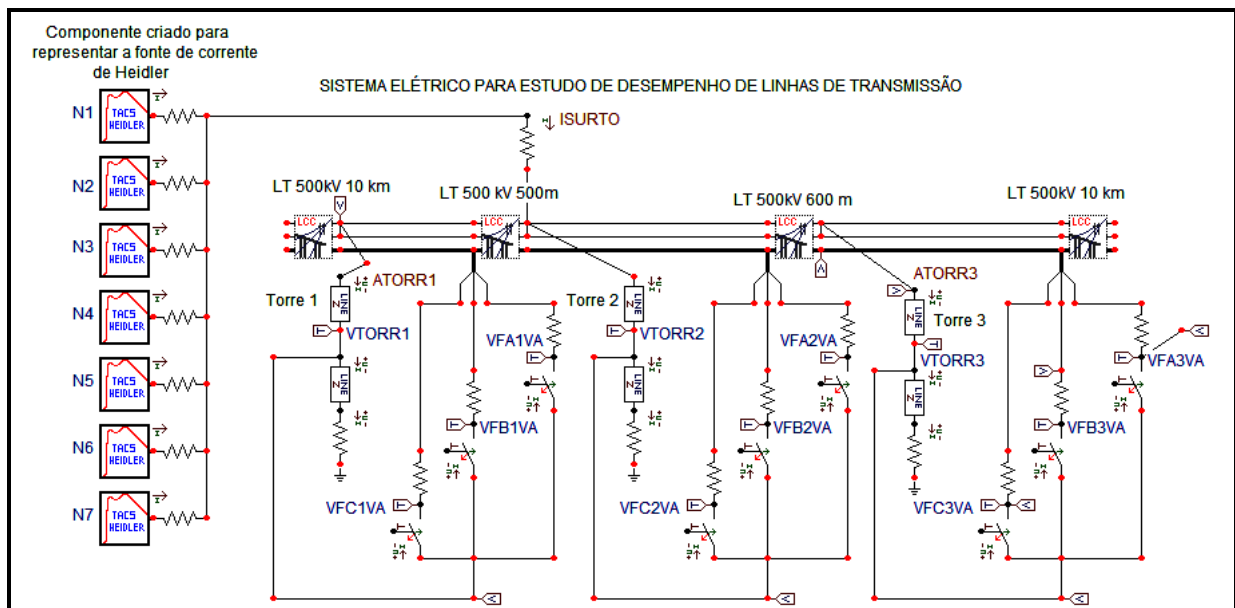 Componente criado para
representar a fonte de corrente
de Heidler
SISTEMA ELÉTRICO PARA ESTUDO DE DESEMPENHO DE LINHAS DE TRANSMISSÃO
N1
TACS
HEIDLER
N2
TACS
HEIDLER
N3
TACS
HEIDLER
N4
TACS
HEIDLER
N5
TACS
HEIDLER
N6
TACS
HEIDLER
N7
TACS
HEIDLER
ISURTO
LT 500kV 10 km
LT 500 kV 500m
LT 500kV 600 m
LT 500kV 10 km
LCC
LCC
LCC
LCC
V
ATORR1
Torre 1
LINE
Z
T
VTORR1
LINE
Z
VFA1VA
T
VFB1VA
T
VFC1VA
T
V
Torre 2
LINE
Z
T
VTORR2
LINE
Z
VFA2VA
T
VFB2VA
T
VFC2VA
T
V
V
ATORR3
V
Torre 3
LINE
Z
T
VTORR3
LINE
Z
V
VFA3VA
T
V
VFB3VA
T
VFC3VA
T
V
V